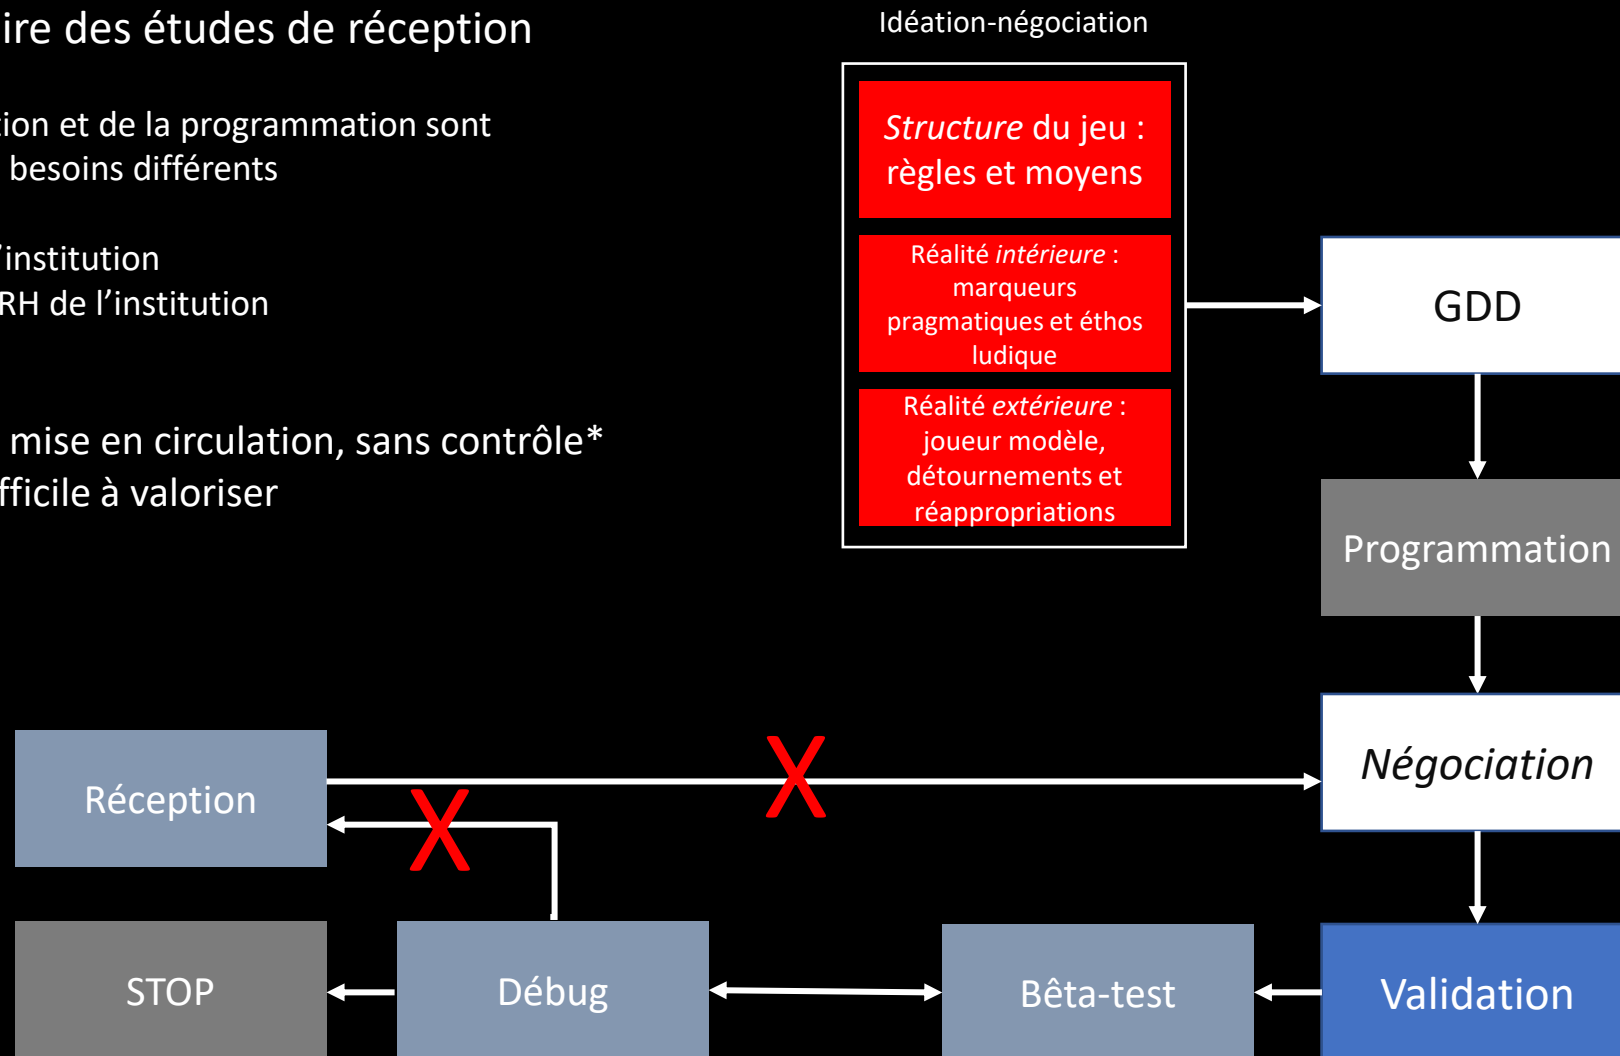 ire des études de réception
tion et de la programmation sont
besoins différents
l’institution
RH de l’institution
mise en circulation, sans contrôle*
fficile à valoriser
Idéation-négociation
Structure du jeu :
règles et moyens
Réalité intérieure :
marqueurs
pragmatiques et éthos
ludique
Réalité extérieure :
joueur modèle,
détournements et
réappropriations
GDD
Programmation
Négociation
Réception
X
X
STOP
Débug
Bêta-test
Validation